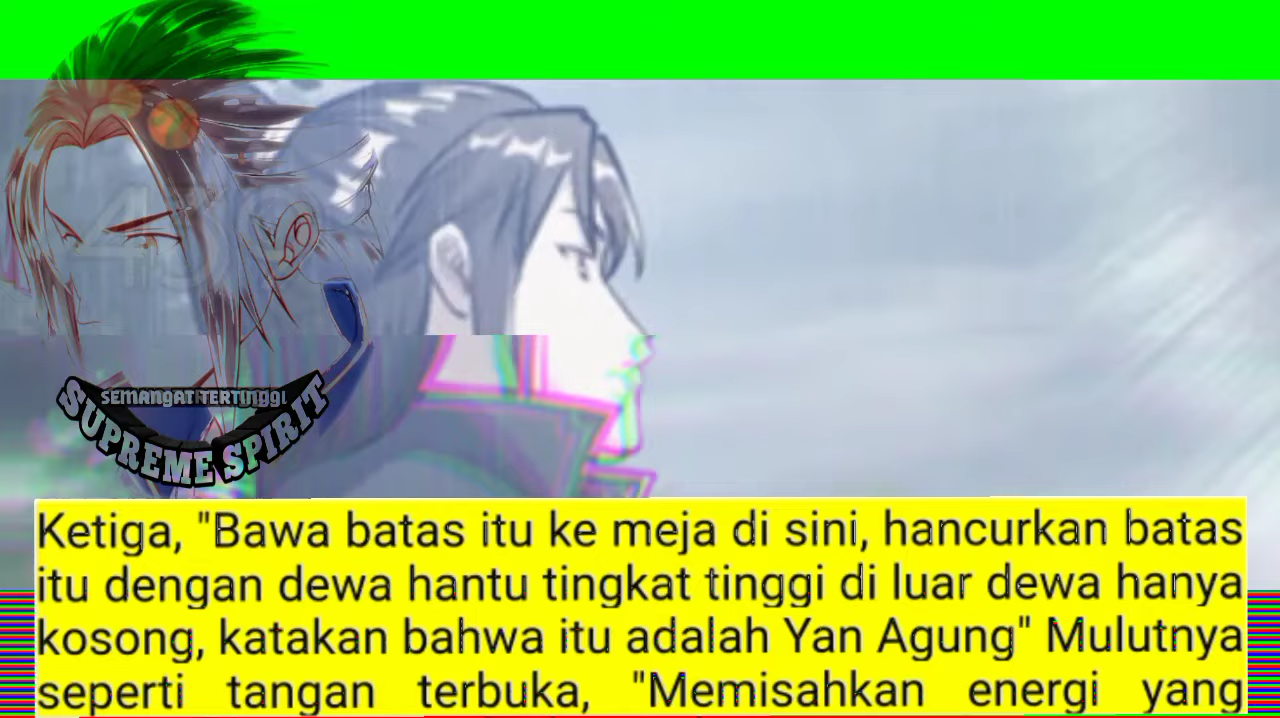 SEMANGAT TERTINGGI
SUPREME SPIRIT
Ketiga, "Bawa batas itu ke meja di sini, hancurkan batas
itu dengan dewa hantu tingkat tinggi di luar dewa hanya
kosong, katakan bahwa itu adalah Yan Agung" Mulutnya
seperti tangan terbuka, "Memisahkan energi yang